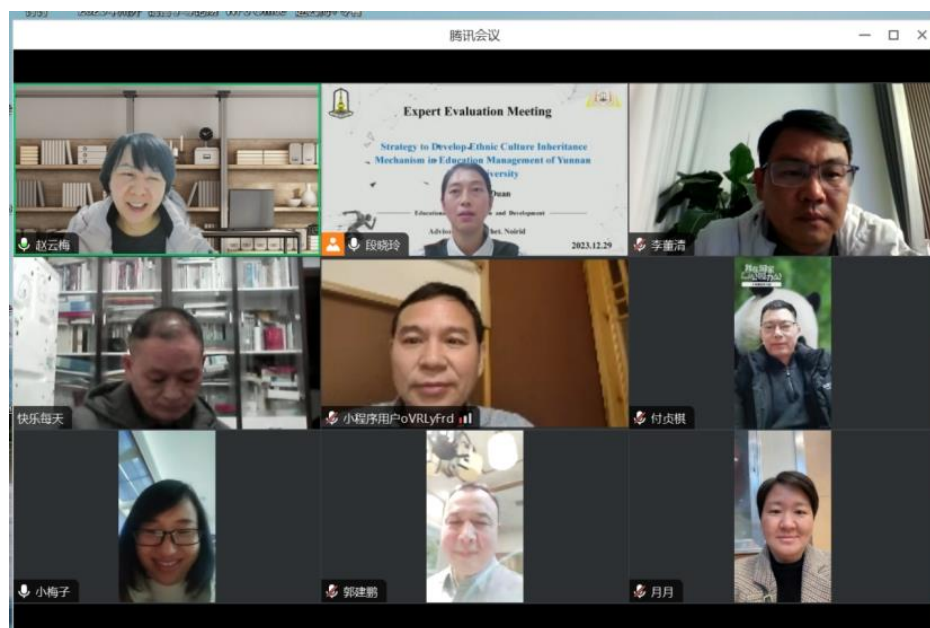 腾讯会议
Expert Evaluation Meeting
Strategy to Develop Ethnic Culture Inheritance
Mechanism in Education Management of Yunnan
Duan
and Development
2023.12.29
赵云梅
段晓玲
李董清
快乐每天
小程序用户oVRLyFrd
付贞棋
小梅子
郭建鹏
月月